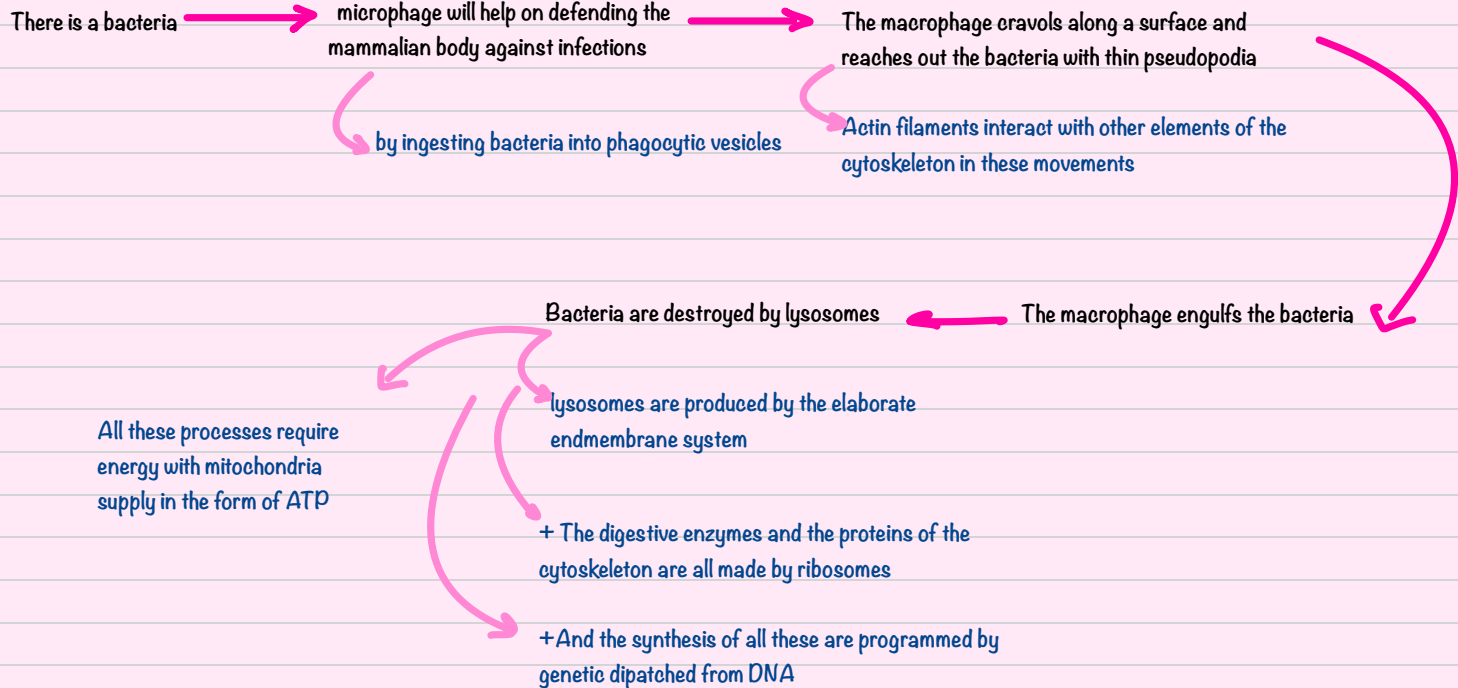 There is a bacteria
microphage will help on defending the
mammalian body against infections
by ingesting bacteria into phagocytic vesicles
The macrophage cravols along a surface and
reaches out the bacteria with thin pseudopodia
Actin filaments interact with other elements of the
cytoskeleton in these movements
The macrophage engulfs the bacteria
Bacteria are destroyed by lysosomes
All these processes require
energy with mitochondria
supply in the form of ATP
lysosomes are produced by the elaborate
endmembrane system
+ The digestive enzymes and the proteins of the
cytoskeleton are all made by ribosomes
+And the synthesis of all these are programmed by
genetic dipatched from DNA